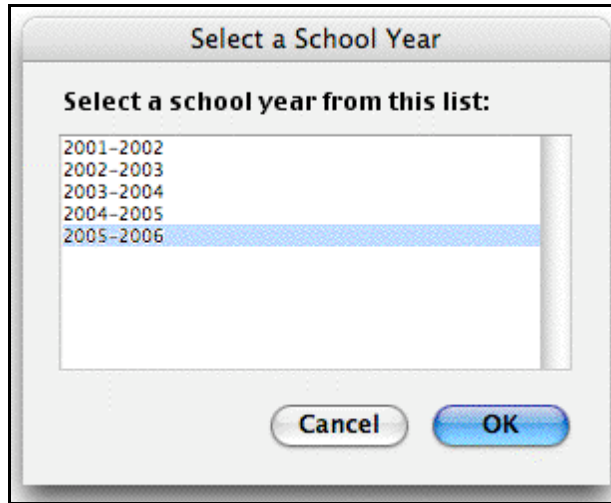 Select a School Year
Select a school year from this list:
2001-2002
2002-2003
2003-2004
2004-2005
2005-2006
Cancel OK